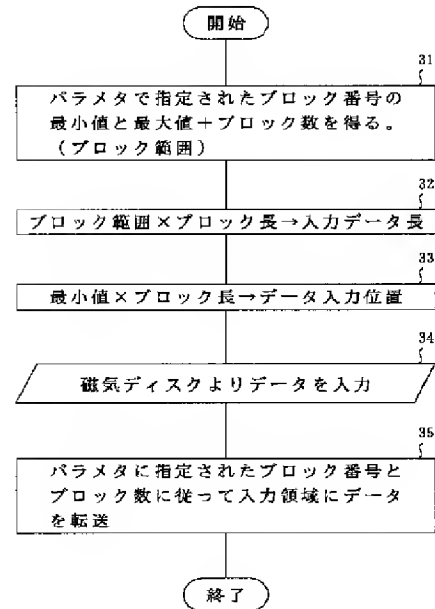 開始
31
パラメタで指定されたブロック番号の
最小値と最大値＋ブロック数を得る。
（ブロック範囲）
32
ブロック範囲×ブロック長→入力データ長
33
最小値×ブロック長→データ入力位置
34
磁気ディスクよりデータを入力
35
パラメタに指定されたブロック番号と
ブロック数に従って入力領域にデータ
を転送
終了